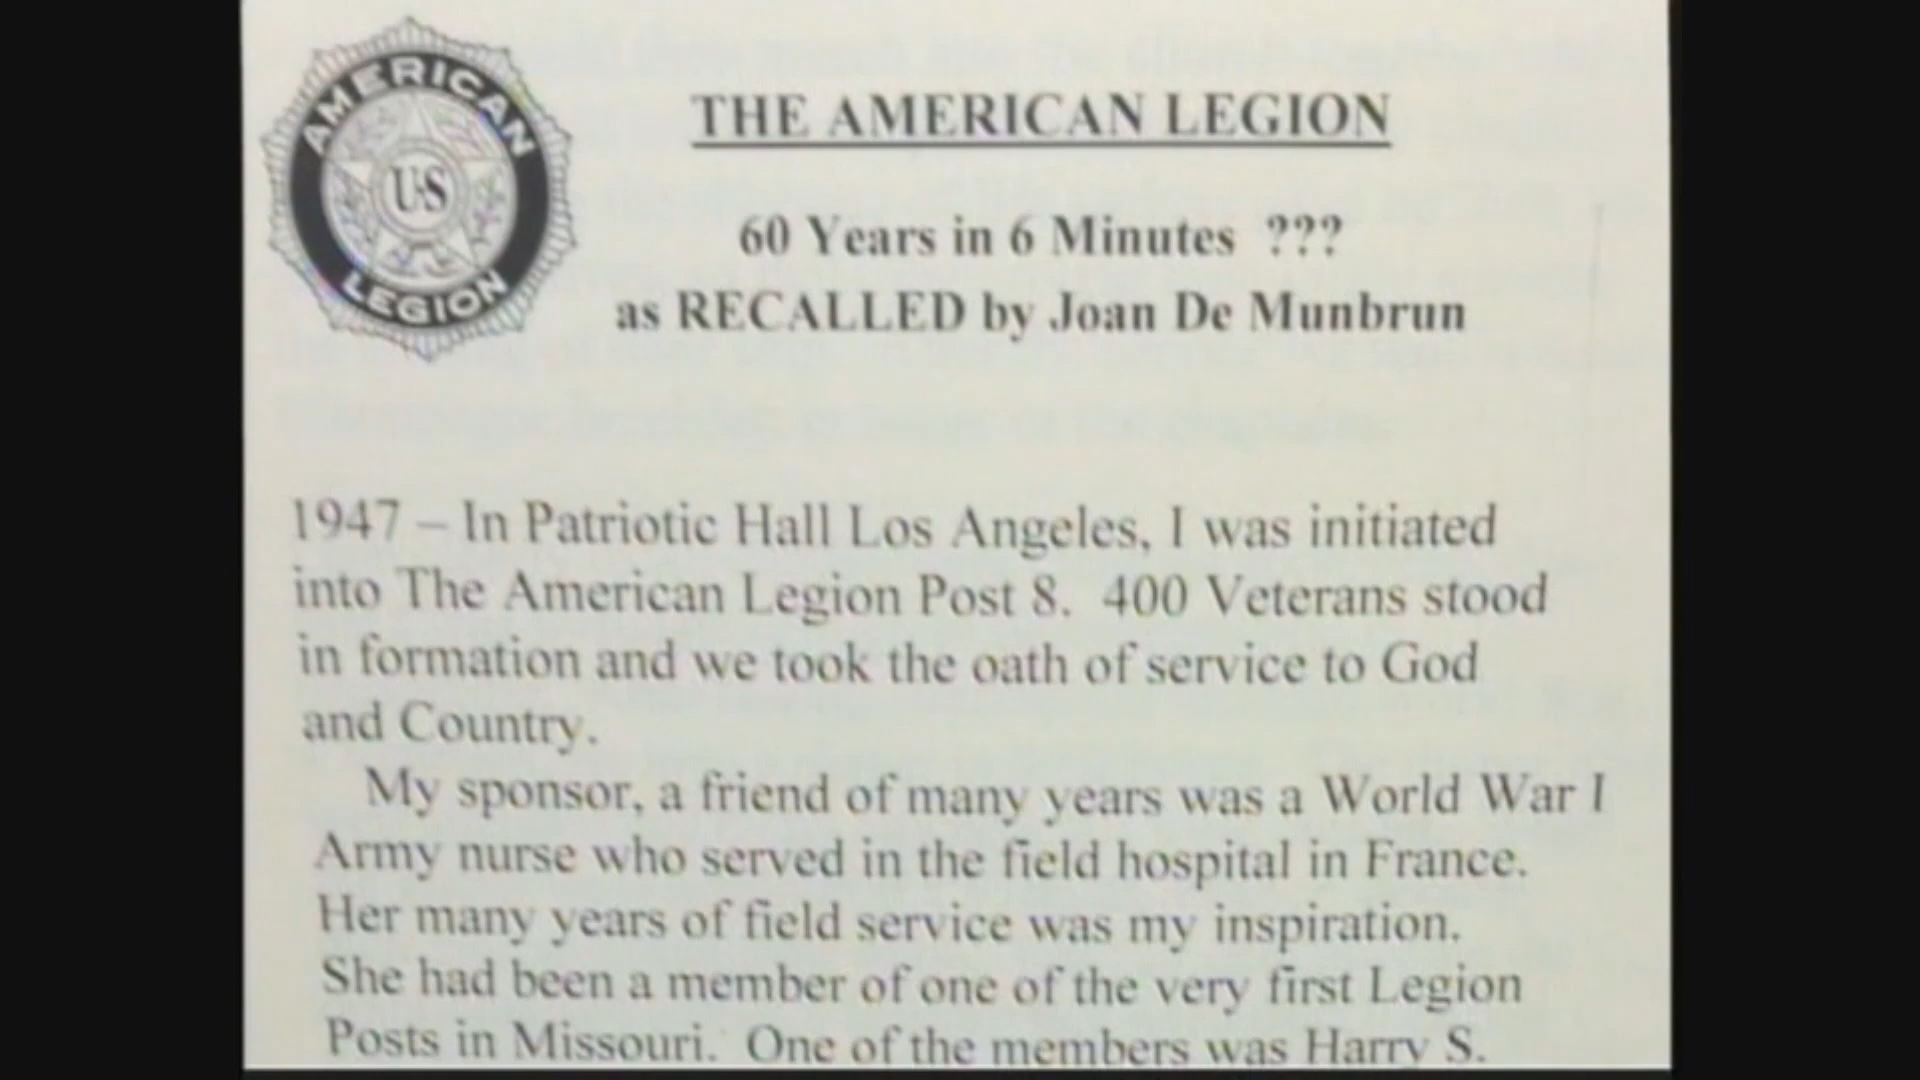 AMERICAN
US
LEGION
THE AMERICAN LEGION
60 Years in 6 Minutes ???
as RECALLED by Joan De Munbrun
1947 – In Patriotic Hall Los Angeles, I was initiated
into The American Legion Post 8. 400 Veterans stood
in formation and we took the oath of service to God
and Country.
My sponsor, a friend of many years was a World War I
Army nurse who served in the field hospital in France.
Her many years of field service was my inspiration.
She had been a member of one of the very first Legion
Posts in Missouri. One of the members was Harry S.